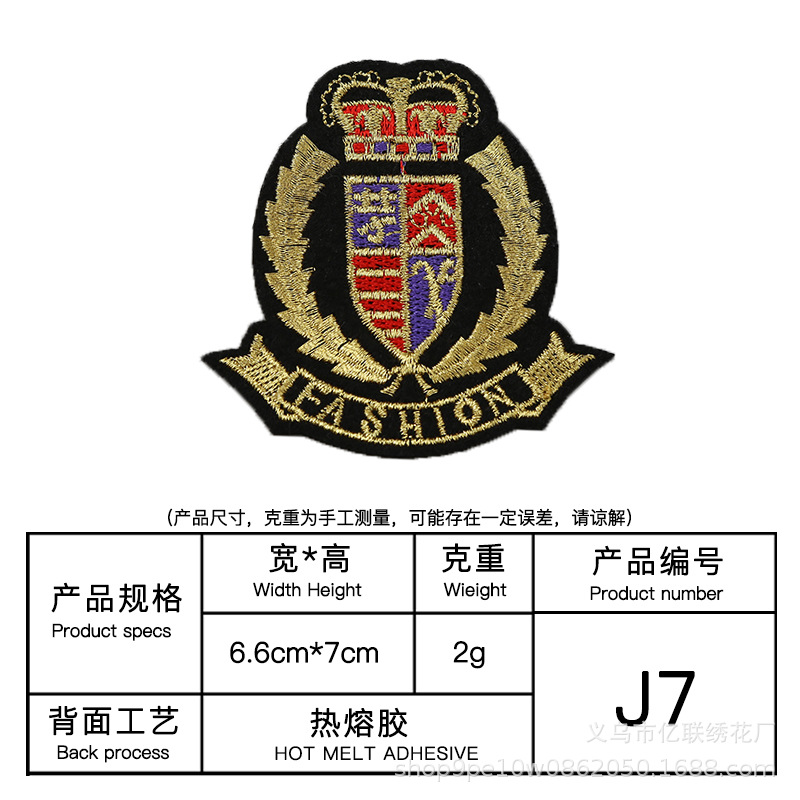 FASHION
(产品尺寸，克重为手工测量，可能存在一定误差，请谅解)
产品规格
Product specs
宽*高
Width Height
克重
Wieight
产品编号
Product number
6.6cm*7cm
2g
J7
背面工艺
Back process
热熔胶
HOT MELT ADHESIVE
义乌市亿联绣花厂
shop9pe10w0862050.1688.com